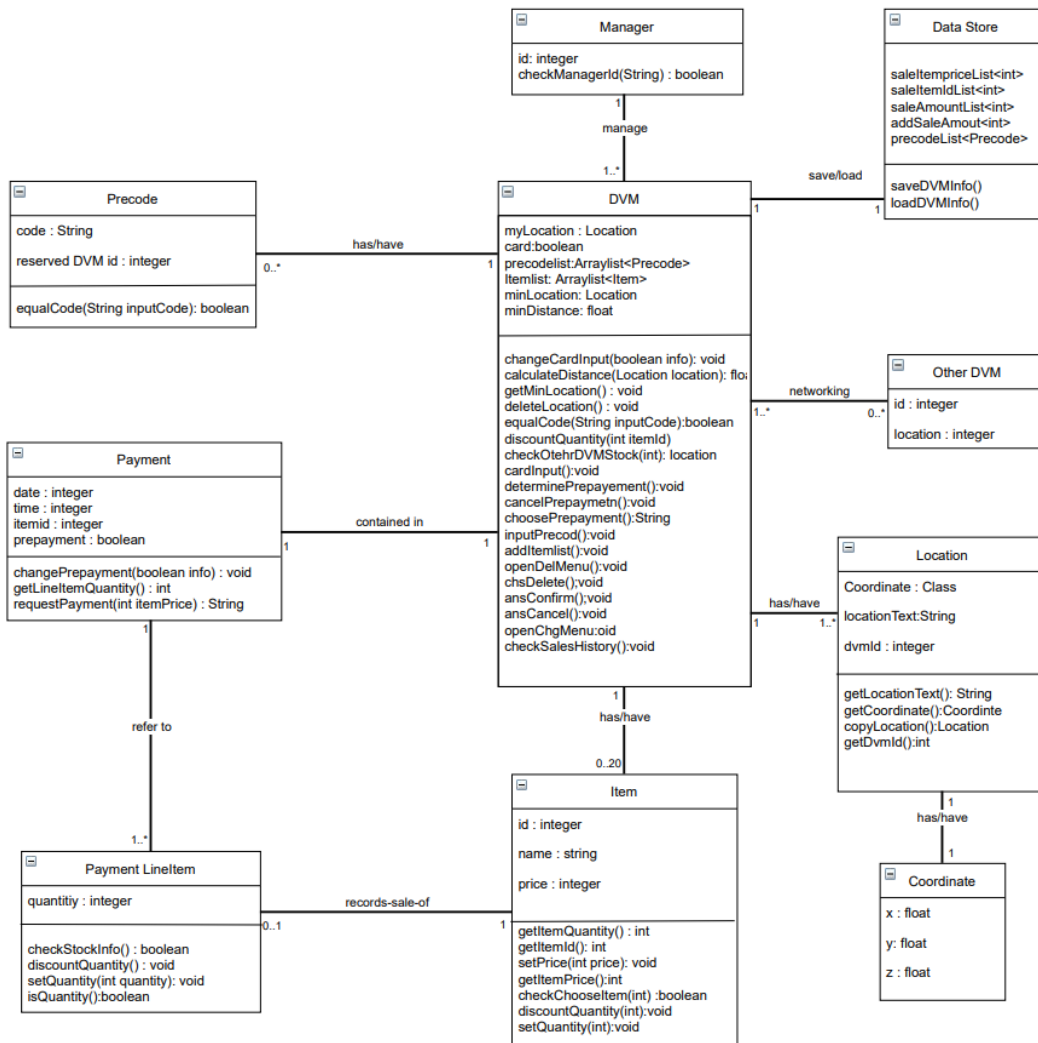 Manager
id: integer
checkManagerId(String) : boolean
1
manage
1..*
Data Store
saleItempriceList<int>
saleItemIdList<int>
saleAmountList<int>
addSaleAmout<int>
precodeList<Precode>
saveDVMInfo()
loadDVMInfo()
save/load
1
1
Precode
code : String
reserved DVM id : integer
equalCode(String inputCode): boolean
has/have
0..*
1
DVM
myLocation : Location
card:boolean
precodelist:Arraylist<Precode>
Itemlist: Arraylist<Item>
minLocation: Location
minDistance: float
changeCardInput(boolean info): void
calculateDistance(Location location): floa
getMinLocation() : void
deleteLocation() : void
equalCode(String inputCode):boolean
discountQuantity(int itemId)
checkOtehrDVMStock(int): location
cardInput():void
determinePrepayement():void
cancelPrepaymetn():void
choosePrepayment():String
inputPrecod():void
addItemlist():void
openDelMenu():void
chsDelete();void
ansConfirm();void
ansCancel():void
openChgMenu:oid
checkSalesHistory():void
networking
1..*
0..*
Other DVM
id : integer
location : integer
Payment
date : integer
time : integer
itemid : integer
prepayment : boolean
changePrepayment(boolean info) : void
getLineItemQuantity() : int
requestPayment(int itemPrice) : String
contained in
1
1
has/have
1
1..*
Location
Coordinate : Class
locationText:String
dvmId : integer
getLocationText(): String
getCoordinate():Coordinte
copyLocation():Location
getDvmId():int
1
refer to
1..*
1
has/have
0..20
1
has/have
1
Payment LineItem
quantitiy : integer
checkStockInfo() : boolean
discountQuantity() : void
setQuantity(int quantity): void
isQuantity():boolean
records-sale-of
0..1
1
Item
id : integer
name : string
price : integer
getItemQuantity() : int
getItemId(): int
setPrice(int price): void
getItemPrice():int
checkChooseItem(int) :boolean
discountQuantity(int):void
setQuantity(int):void
Coordinate
x : float
y: float
z : float